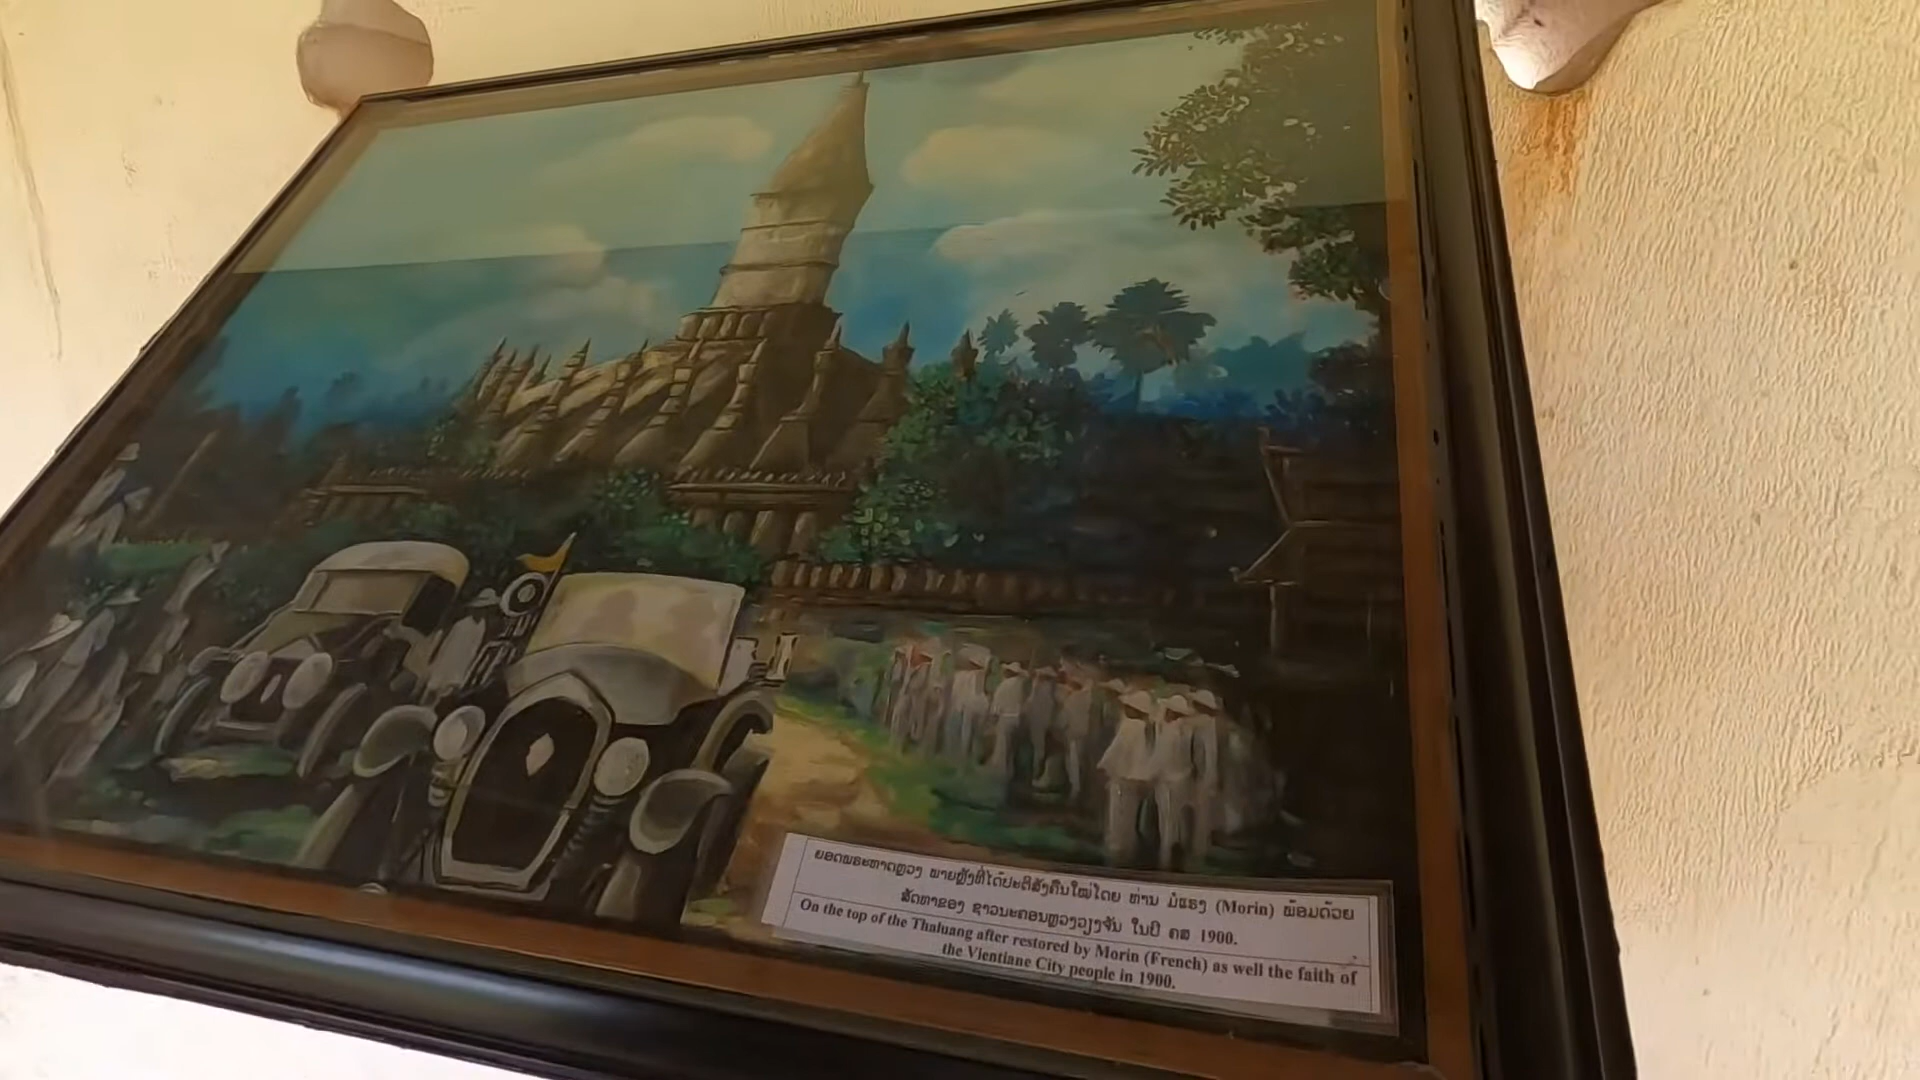 ຍອດພຣະທາດຫຼວງ ພາຍຫຼັງທີ່ໄດ້ປະຕິສັງຄືນໃໝ່ໂດຍ ທ່ານ ມໍແຣງ (Morin) ພ້ອມດ້ວຍ
ສັດທາຂອງ ຊາວນະຄອນຫຼວງວຽງຈັນ ໃນປີ ຄສ 1900.
On the top of the Thaluang after restored by Morin (French) as well the faith of
the Vlentiane City people in 1900.